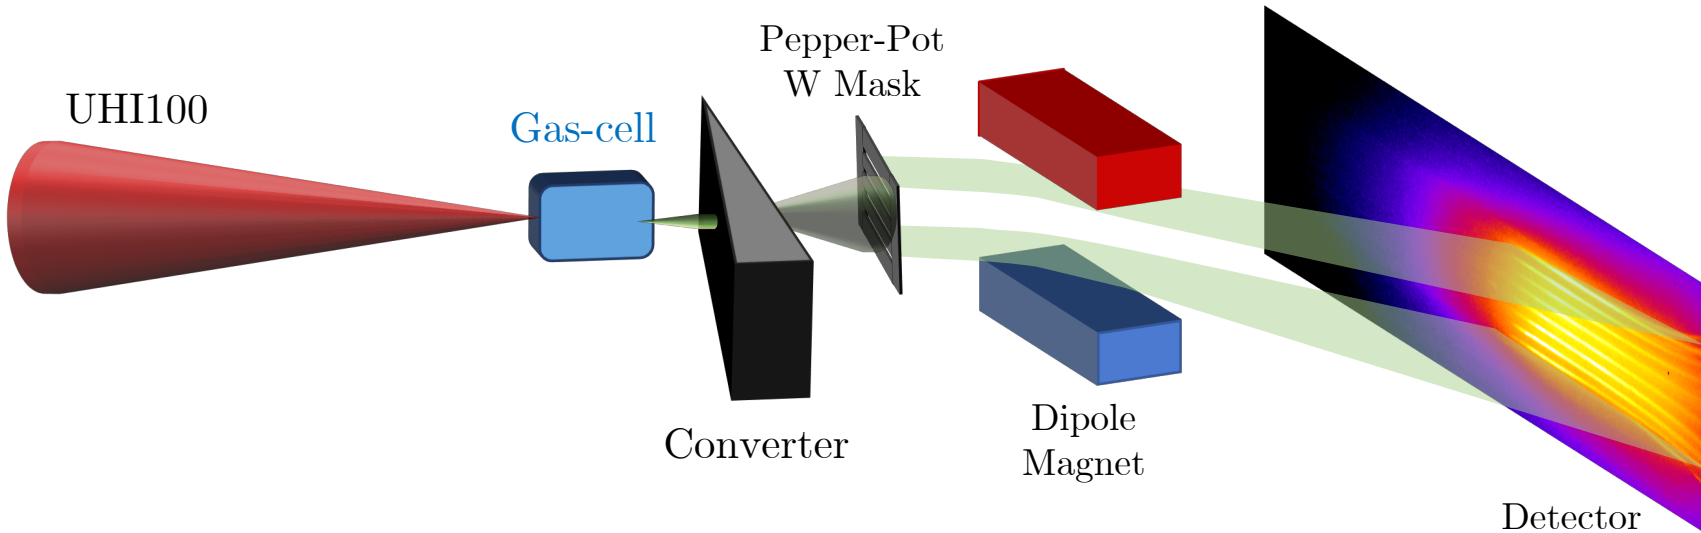 UHI100
Gas-cell
Converter
Pepper-Pot
W Mask
Dipole
Magnet
Detector